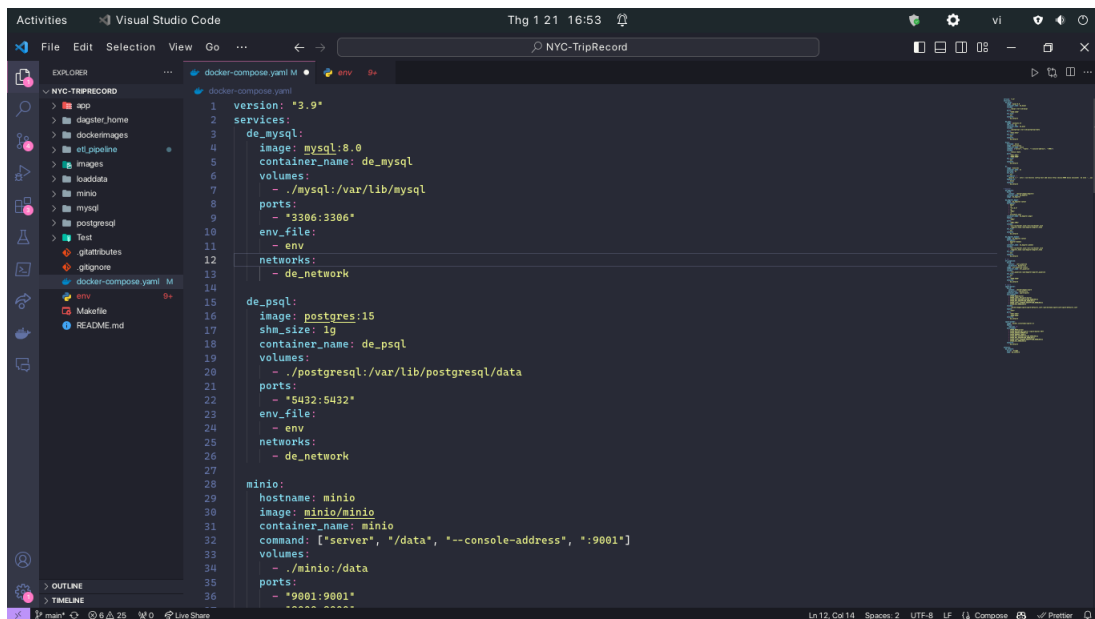 Activities Visual Studio Code Thg 1 21 16:53 vi
File Edit Selection View Go ··· NYC-TripRecord
EXPLORER ···
docker-compose.yaml M env 9+
NYC-TRIPRECORD
app
dagster_home
dockerimages
etl_pipeline
images
loaddata
minio
mysql
postgresql
Test
.gitattributes
.gitignore
docker-compose.yaml M
env 9+
Makefile
README.md
OUTLINE
TIMELINE
docker-compose.yaml
1 version: "3.9"
2 services:
3 de_mysql:
4 image: mysql:8.0
5 container_name: de_mysql
6 volumes:
7 - ./mysql:/var/lib/mysql
8 ports:
9 - "3306:3306"
10 env_file:
11 - env
12 networks:
13 - de_network
14
15 de_psql:
16 image: postgres:15
17 shm_size: 1g
18 container_name: de_psql
19 volumes:
20 - ./postgresql:/var/lib/postgresql/data
21 ports:
22 - "5432:5432"
23 env_file:
24 - env
25 networks:
26 - de_network
27
28 minio:
29 hostname: minio
30 image: minio/minio
31 container_name: minio
32 command: ["server", "/data", "--console-address", ":9001"]
33 volumes:
34 - ./minio:/data
35 ports:
36 - "9001:9001"
main* 6 25 0 Live Share Ln 12, Col 14 Spaces: 2 UTF-8 LF Compose Prettier